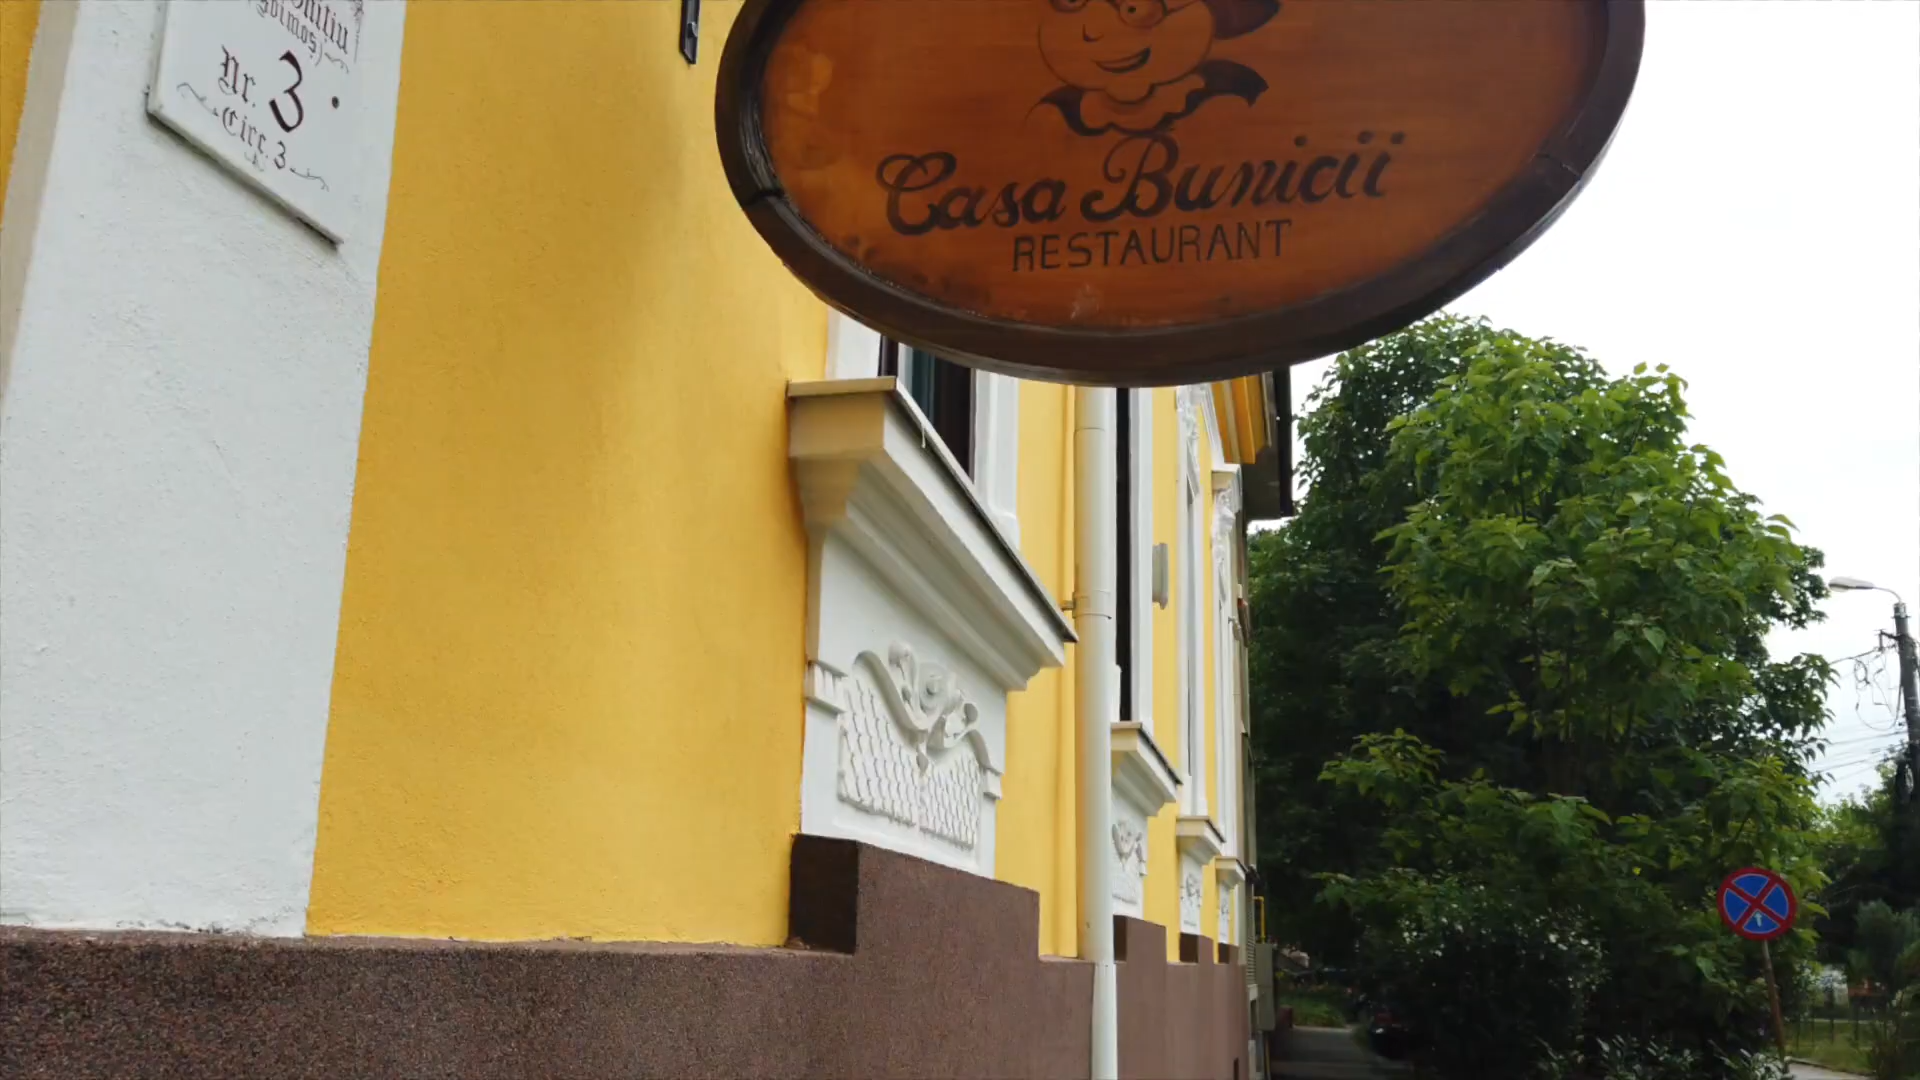 Nr. 3
Circ. 3
Casa Bunicii
RESTAURANT